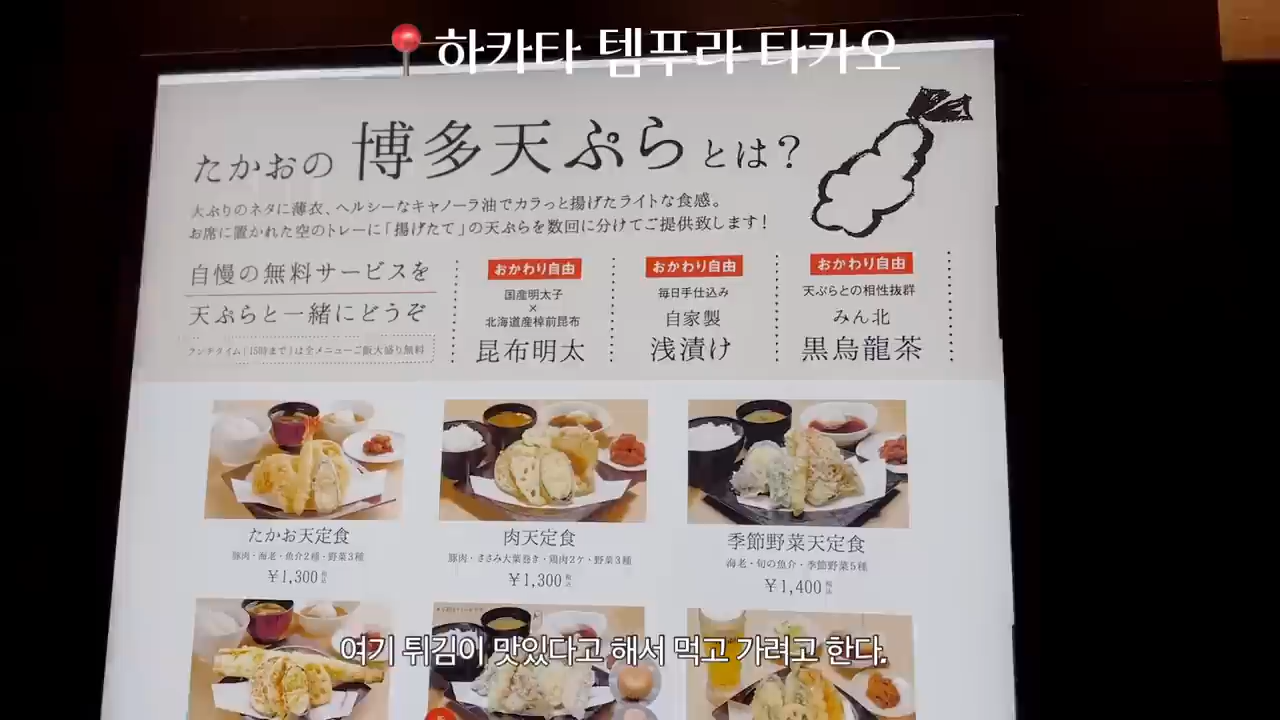 하카타 템푸라 타카오
たかおの 博多天ぷら とは?
大ぶりのネタに薄衣、ヘルシーなキャノーラ油でカラっと揚げたライトな食感。
お席に置かれた空のトレーに「揚げたて」の天ぷらを数回に分けてご提供致します!
自慢の無料サービスを
天ぷらと一緒にどうぞ
ランチタイム(15時まで)は全メニューご飯大盛り無料
おかわり自由
国産明太子
×
北海道産棹前昆布
昆布明太
おかわり自由
毎日手仕込み
自家製
浅漬け
おかわり自由
天ぷらとの相性抜群
みん北
黒烏龍茶
たかお天定食
豚肉・海老・魚介2種・野菜3種
¥1,300 税込
肉天定食
豚肉・ささみ大葉巻き・鶏肉2ケ・野菜3種
¥1,300 税込
季節野菜天定食
海老・旬の魚介・季節野菜5種
¥1,400 税込
여기 튀김이 맛있다고 해서 먹고 가려고 한다.